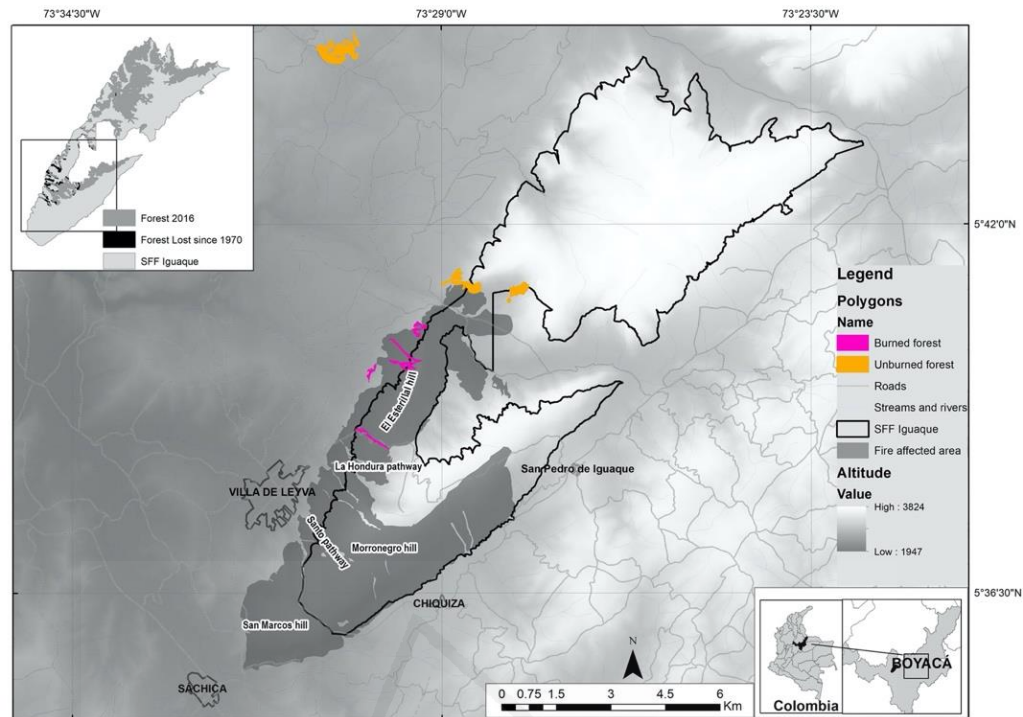 73°34'30"W
73°29'0"W
73°23'30"W
Forest 2016
Forest Lost since 1970
SFF Iguaque
5°42'0"N
Legend
Polygons
Name
Burned forest
Unburned forest
Roads
Streams and rivers
SFF Iguaque
Fire affected area
Altitude
Value
High : 3824
Low : 1947
El Esterillal hill
La Hondura pathway
San Pedro de Iguaque
VILLA DE LEYVA
Santo pathway
Morronegro hill
5°36'30"N
CHIQUIZA
San Marcos hill
SÁCHICA
N
0 0.75 1.5 3 4.5 6
Km
BOYACÁ
Colombia